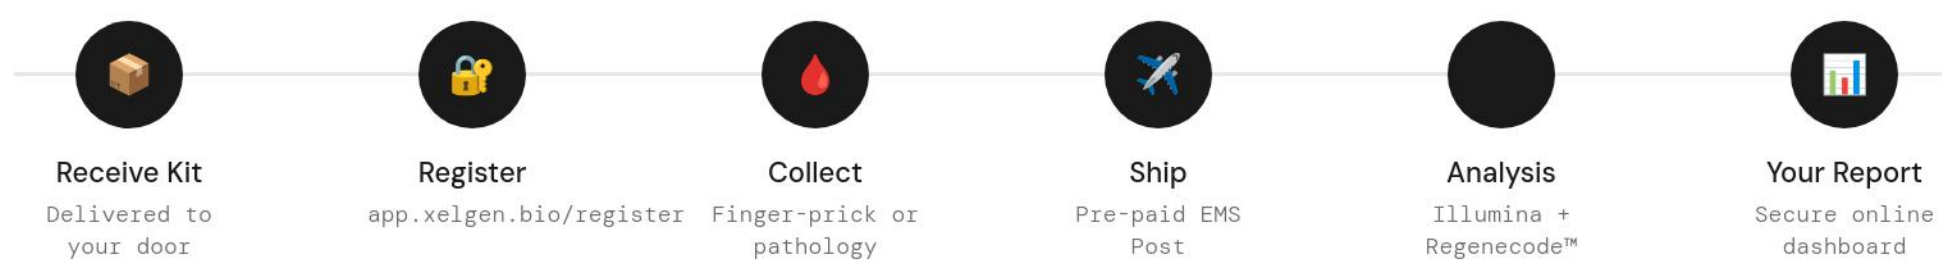 Receive Kit
Delivered to
your door
Register
app.xelgen.bio/register
Collect
Finger-prick or
pathology
Ship
Pre-paid EMS
Post
Analysis
Illumina +
Regenecode™
Your Report
Secure online
dashboard